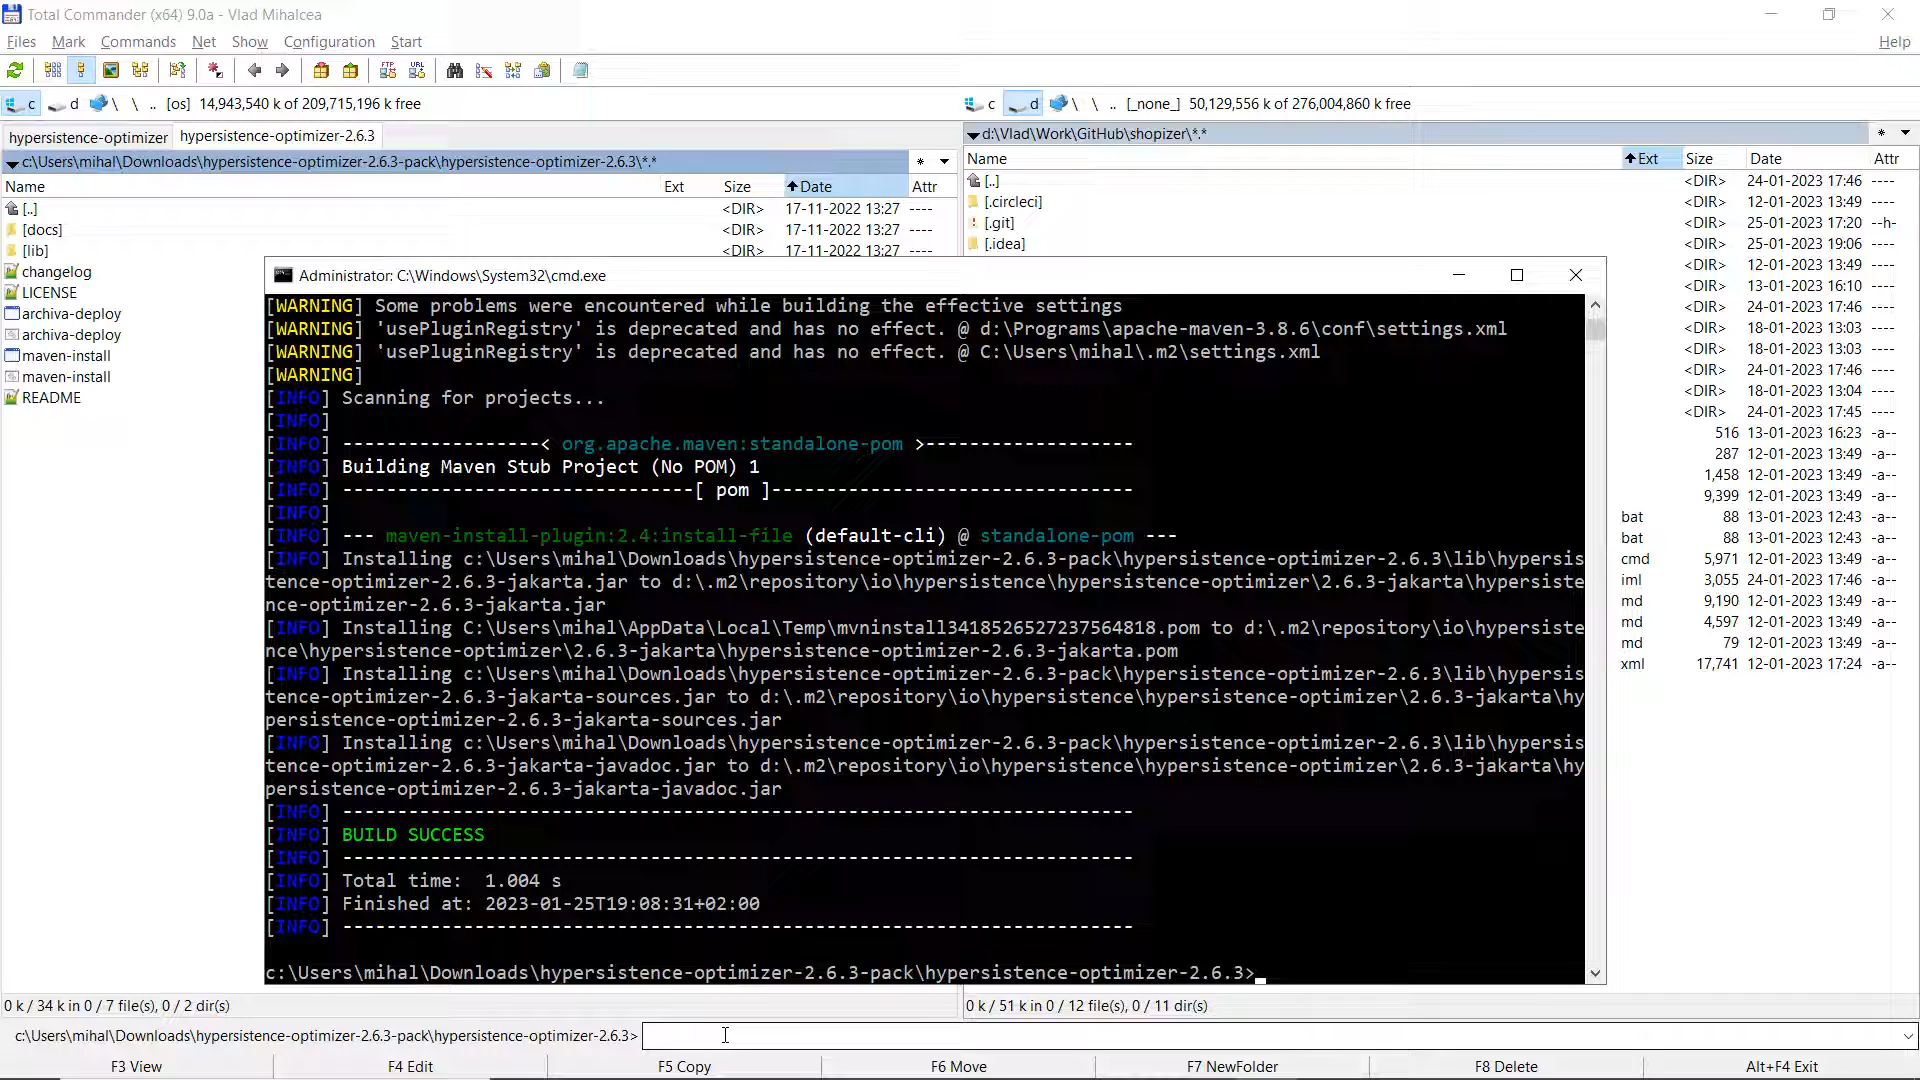 Total Commander (x64) 9.0a - Vlad Mihalcea
Files Mark Commands Net Show Configuration Start Help
c d \ .. [os] 14,943,540 k of 209,715,196 k free
c d \ .. [_none_] 50,129,556 k of 276,004,860 k free
hypersistence-optimizer hypersistence-optimizer-2.6.3
c:\Users\mihal\Downloads\hypersistence-optimizer-2.6.3-pack\hypersistence-optimizer-2.6.3\*.*
Name Ext Size Date Attr
[..] <DIR> 17-11-2022 13:27 ----
[docs] <DIR> 17-11-2022 13:27 ----
[lib] <DIR> 17-11-2022 13:27 ----
changelog
LICENSE
archiva-deploy
archiva-deploy
maven-install
maven-install
README
d:\Vlad\Work\GitHub\shopizer\*.*
Name Ext Size Date Attr
[..] <DIR> 24-01-2023 17:46 ----
[.circleci] <DIR> 12-01-2023 13:49 ----
[.git] <DIR> 25-01-2023 17:20 --h-
[.idea] <DIR> 25-01-2023 19:06 ----
<DIR> 12-01-2023 13:49 ----
<DIR> 13-01-2023 16:10 ----
<DIR> 24-01-2023 17:46 ----
<DIR> 18-01-2023 13:03 ----
<DIR> 18-01-2023 13:03 ----
<DIR> 24-01-2023 17:46 ----
<DIR> 18-01-2023 13:04 ----
<DIR> 24-01-2023 17:45 ----
516 13-01-2023 16:23 -a--
287 12-01-2023 13:49 -a--
1,458 12-01-2023 13:49 -a--
9,399 12-01-2023 13:49 -a--
bat 88 13-01-2023 12:43 -a--
bat 88 13-01-2023 12:43 -a--
cmd 5,971 12-01-2023 13:49 -a--
iml 3,055 24-01-2023 17:46 -a--
md 9,190 12-01-2023 13:49 -a--
md 4,597 12-01-2023 13:49 -a--
md 79 12-01-2023 13:49 -a--
xml 17,741 12-01-2023 17:24 -a--
Administrator: C:\Windows\System32\cmd.exe
[WARNING] Some problems were encountered while building the effective settings
[WARNING] 'usePluginRegistry' is deprecated and has no effect. @ d:\Programs\apache-maven-3.8.6\conf\settings.xml
[WARNING] 'usePluginRegistry' is deprecated and has no effect. @ C:\Users\mihal\.m2\settings.xml
[WARNING]
[INFO] Scanning for projects...
[INFO]
[INFO] ------------------< org.apache.maven:standalone-pom >-------------------
[INFO] Building Maven Stub Project (No POM) 1
[INFO] --------------------------------[ pom ]---------------------------------
[INFO]
[INFO] --- maven-install-plugin:2.4:install-file (default-cli) @ standalone-pom ---
[INFO] Installing c:\Users\mihal\Downloads\hypersistence-optimizer-2.6.3-pack\hypersistence-optimizer-2.6.3\lib\hypersis
tence-optimizer-2.6.3-jakarta.jar to d:\.m2\repository\io\hypersistence\hypersistence-optimizer\2.6.3-jakarta\hypersiste
nce-optimizer-2.6.3-jakarta.jar
[INFO] Installing C:\Users\mihal\AppData\Local\Temp\mvninstall3418526527237564818.pom to d:\.m2\repository\io\hypersiste
nce\hypersistence-optimizer\2.6.3-jakarta\hypersistence-optimizer-2.6.3-jakarta.pom
[INFO] Installing c:\Users\mihal\Downloads\hypersistence-optimizer-2.6.3-pack\hypersistence-optimizer-2.6.3\lib\hypersis
tence-optimizer-2.6.3-jakarta-sources.jar to d:\.m2\repository\io\hypersistence\hypersistence-optimizer\2.6.3-jakarta\hy
persistence-optimizer-2.6.3-jakarta-sources.jar
[INFO] Installing c:\Users\mihal\Downloads\hypersistence-optimizer-2.6.3-pack\hypersistence-optimizer-2.6.3\lib\hypersis
tence-optimizer-2.6.3-jakarta-javadoc.jar to d:\.m2\repository\io\hypersistence\hypersistence-optimizer\2.6.3-jakarta\hy
persistence-optimizer-2.6.3-jakarta-javadoc.jar
[INFO] ------------------------------------------------------------------------
[INFO] BUILD SUCCESS
[INFO] ------------------------------------------------------------------------
[INFO] Total time:  1.004 s
[INFO] Finished at: 2023-01-25T19:08:31+02:00
[INFO] ------------------------------------------------------------------------
c:\Users\mihal\Downloads\hypersistence-optimizer-2.6.3-pack\hypersistence-optimizer-2.6.3>
0 k / 34 k in 0 / 7 file(s), 0 / 2 dir(s)
0 k / 51 k in 0 / 12 file(s), 0 / 11 dir(s)
c:\Users\mihal\Downloads\hypersistence-optimizer-2.6.3-pack\hypersistence-optimizer-2.6.3>
F3 View F4 Edit F5 Copy F6 Move F7 NewFolder F8 Delete Alt+F4 Exit